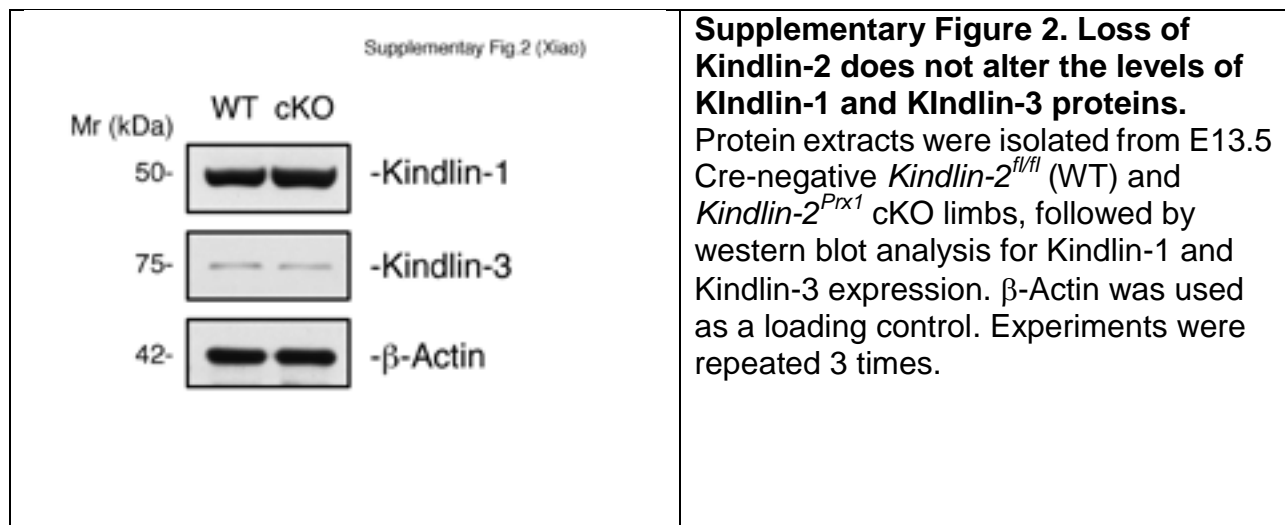 Supplementay Fig.2 (Xiao)
WT cKO
Mr (kDa)
50- -Kindlin-1
75- -Kindlin-3
42- -β-Actin
Supplementary Figure 2. Loss of
Kindlin-2 does not alter the levels of
KIndlin-1 and KIndlin-3 proteins.
Protein extracts were isolated from E13.5
Cre-negative Kindlin-2fl/fl (WT) and
Kindlin-2Prx1 cKO limbs, followed by
western blot analysis for Kindlin-1 and
Kindlin-3 expression. β-Actin was used
as a loading control. Experiments were
repeated 3 times.